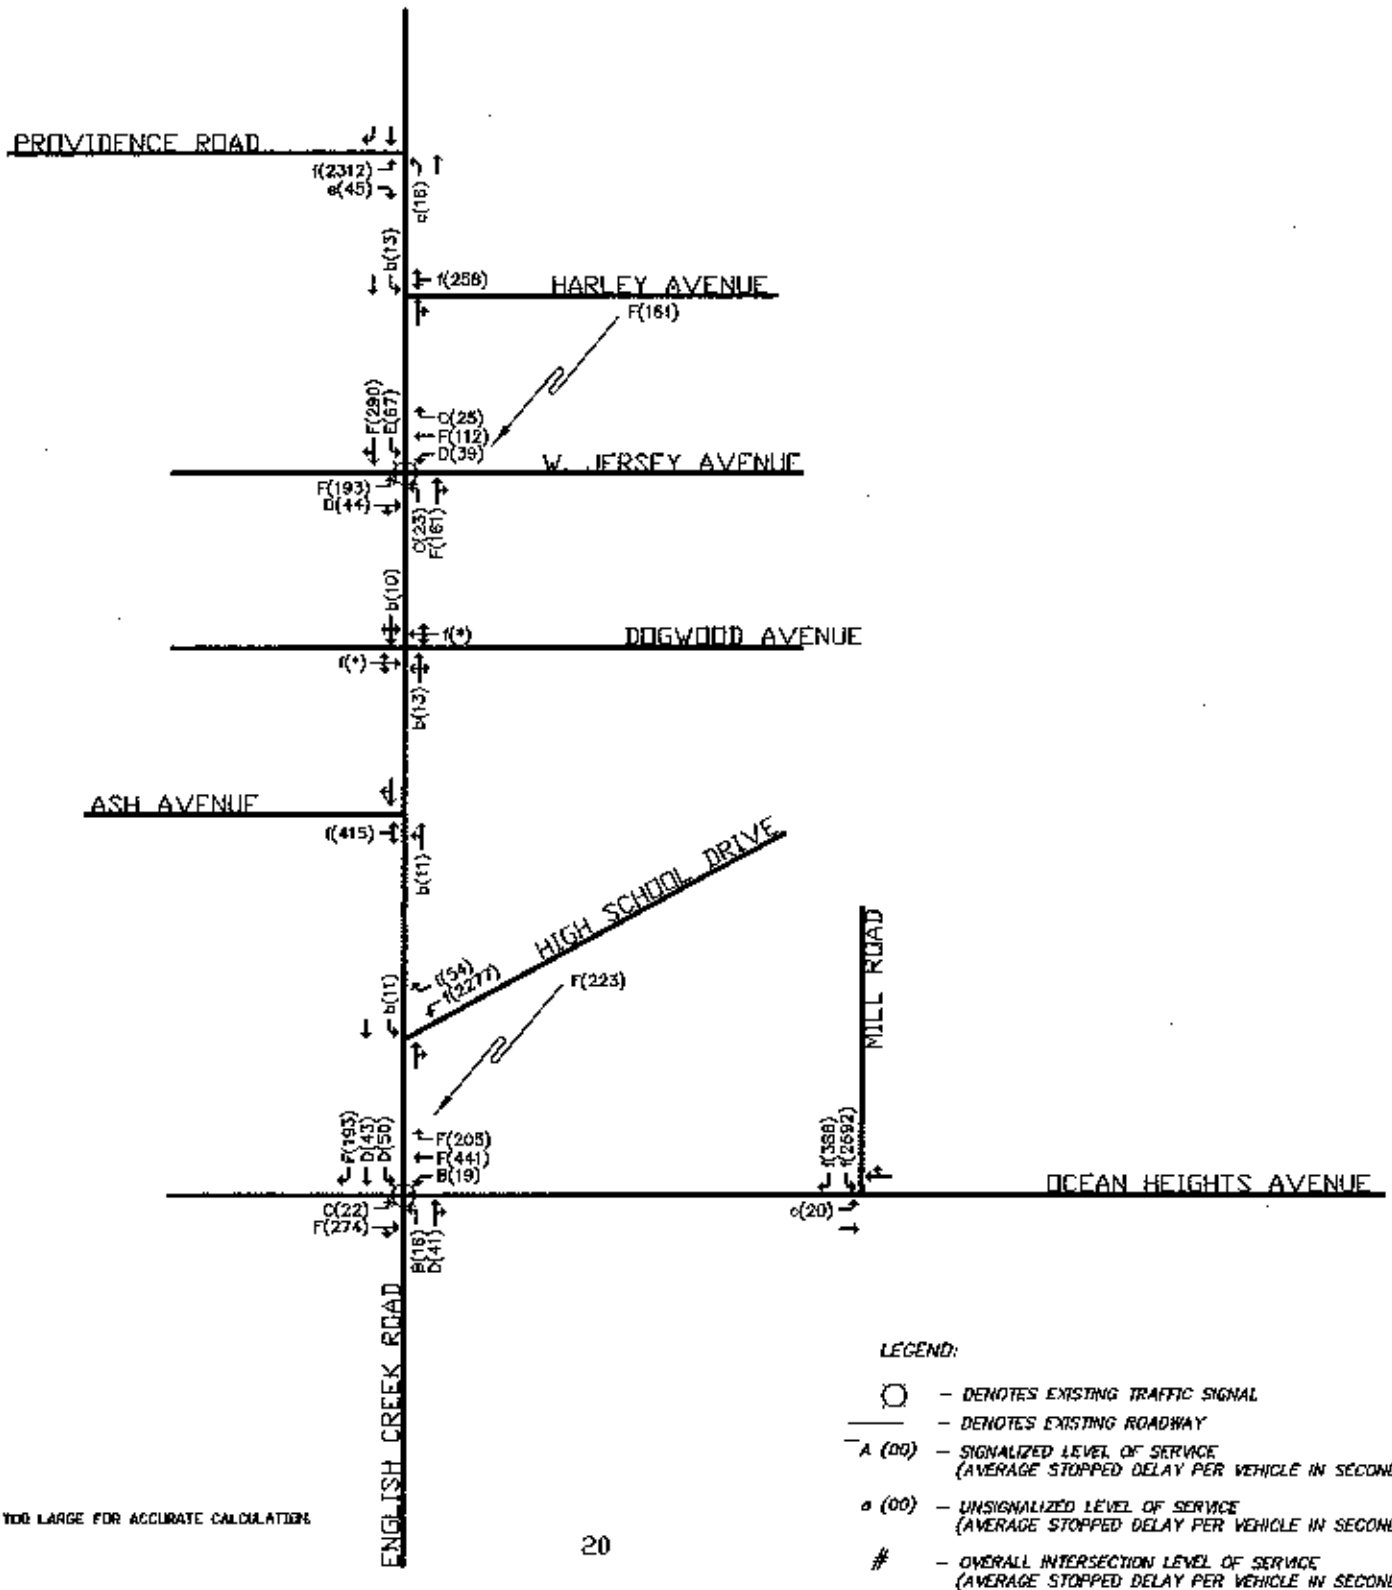 PROVIDENCE ROAD
f(2312)
e(45)
c(16)
b(13)
f(258)
HARLEY AVENUE
F(161)
F(290)
E(67)
C(25)
F(112)
D(39)
W. JERSEY AVENUE
F(193)
D(44)
C(23)
F(161)
b(10)
f(*)
DOGWOOD AVENUE
f(*)
b(13)
ASH AVENUE
f(415)
b(11)
HIGH SCHOOL DRIVE
f(54)
f(2277)
b(11)
F(223)
MILL ROAD
F(193)
D(43)
D(50)
F(205)
F(441)
B(19)
f(388)
f(2692)
OCEAN HEIGHTS AVENUE
C(22)
F(274)
c(20)
B(16)
D(41)
ENGLISH CREEK ROAD
LEGEND:
- DENOTES EXISTING TRAFFIC SIGNAL
- DENOTES EXISTING ROADWAY
A (00) - SIGNALIZED LEVEL OF SERVICE
(AVERAGE STOPPED DELAY PER VEHICLE IN SECOND
a (00) - UNSIGNALIZED LEVEL OF SERVICE
(AVERAGE STOPPED DELAY PER VEHICLE IN SECOND
# - OVERALL INTERSECTION LEVEL OF SERVICE
(AVERAGE STOPPED DELAY PER VEHICLE IN SECOND
TOO LARGE FOR ACCURATE CALCULATION
20